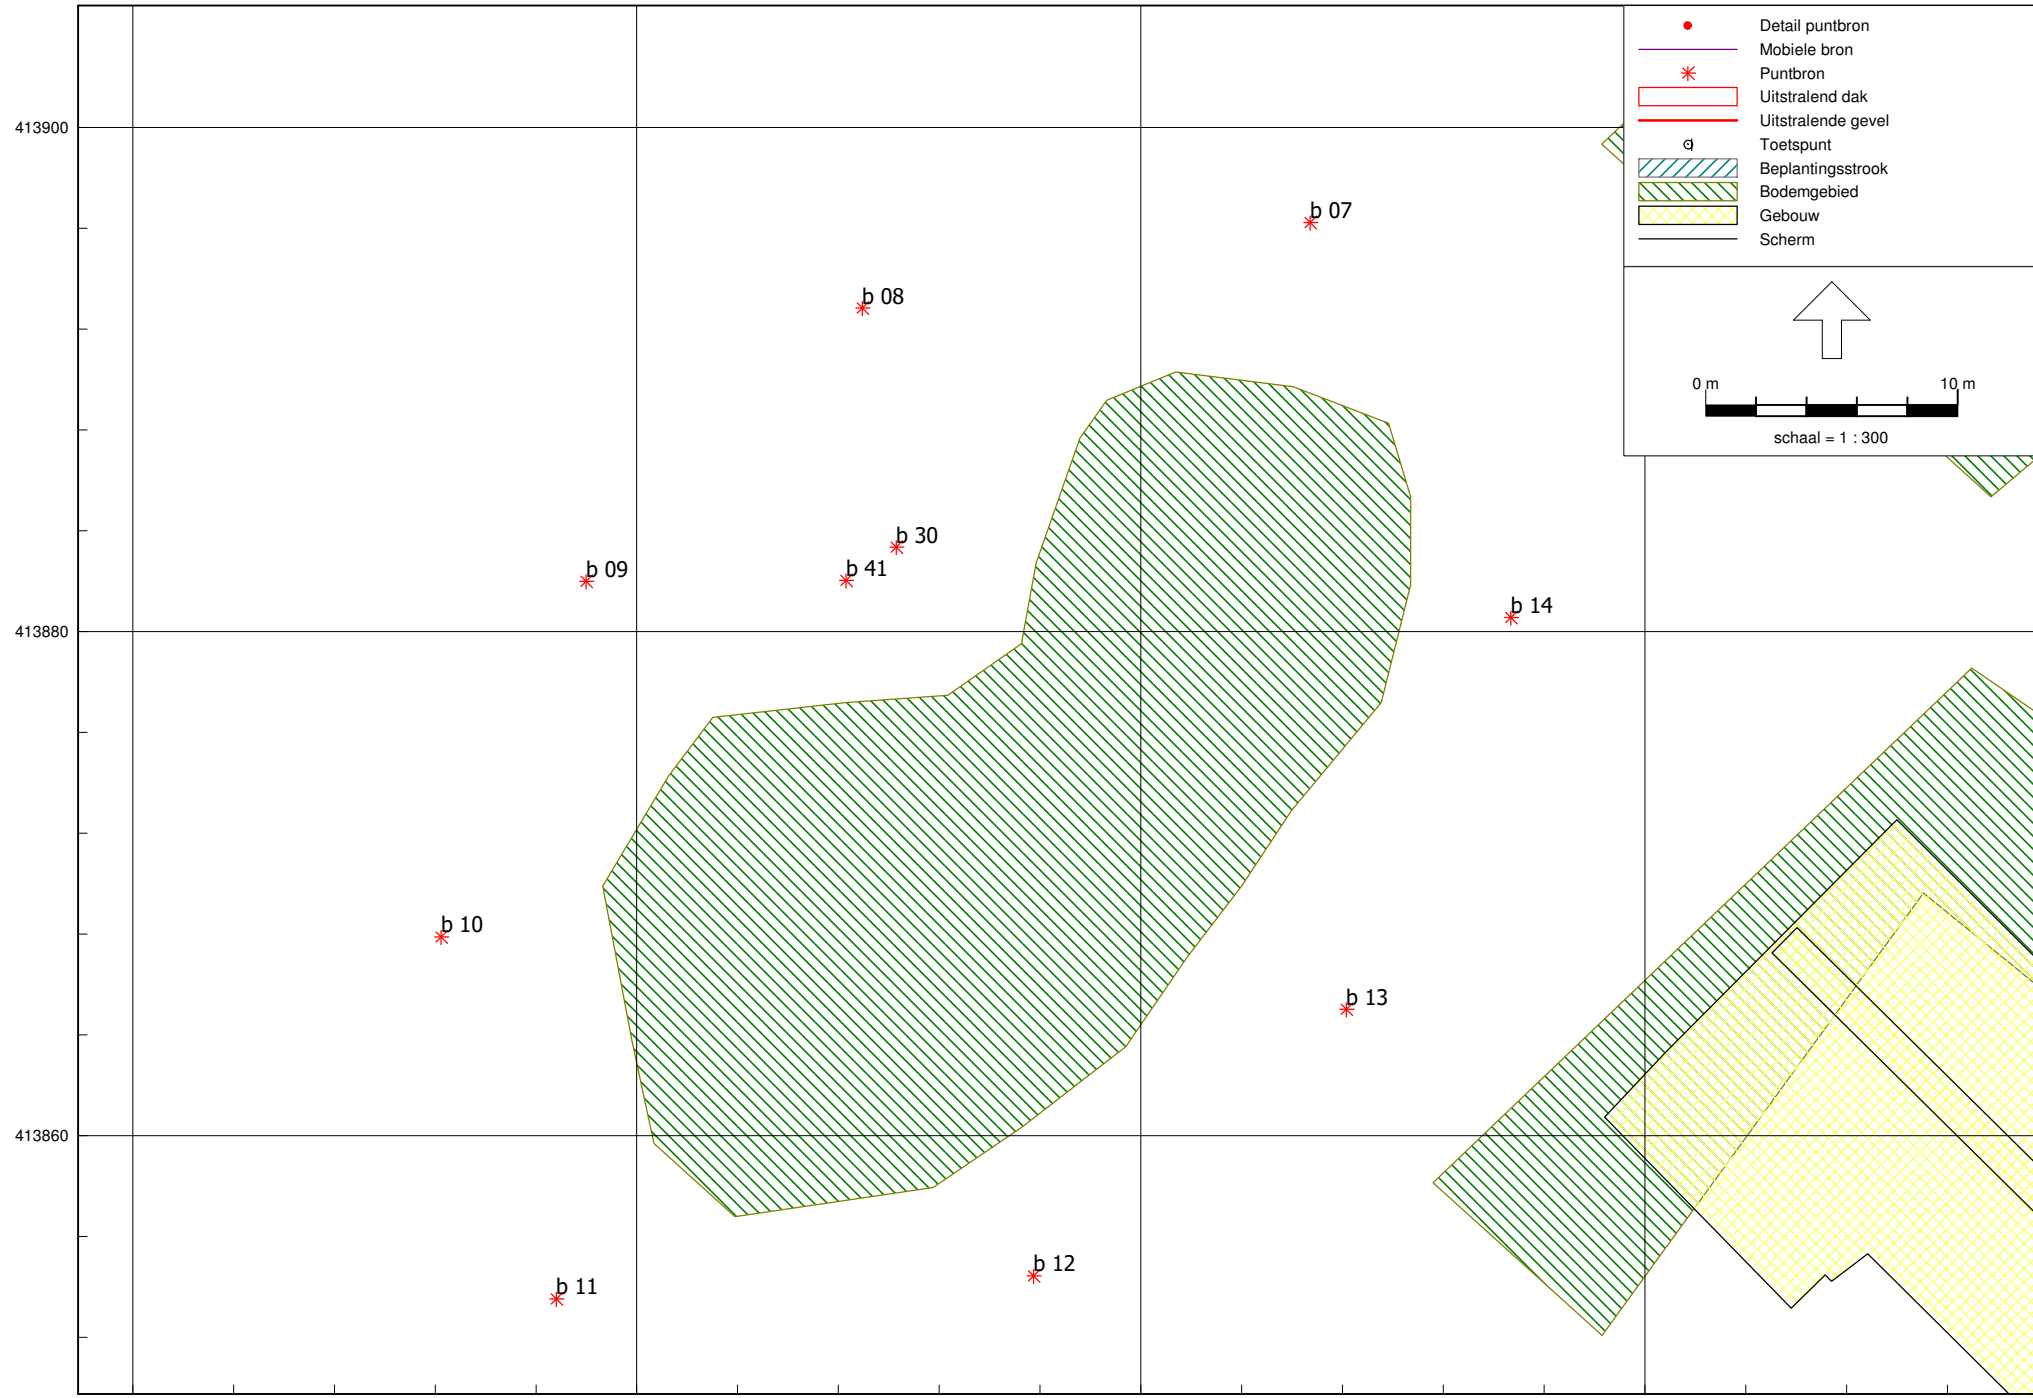 Detail puntbron
Mobiele bron
Puntbron
Uitstralend dak
Uitstralende gevel
Toetspunt
Beplantingsstrook
Bodemgebied
Gebouw
Scherm
0 m 10 m
schaal = 1 : 300
413900
b 07
b 08
b 30
b 09
b 41
b 14
413880
b 10
b 13
413860
b 12
b 11